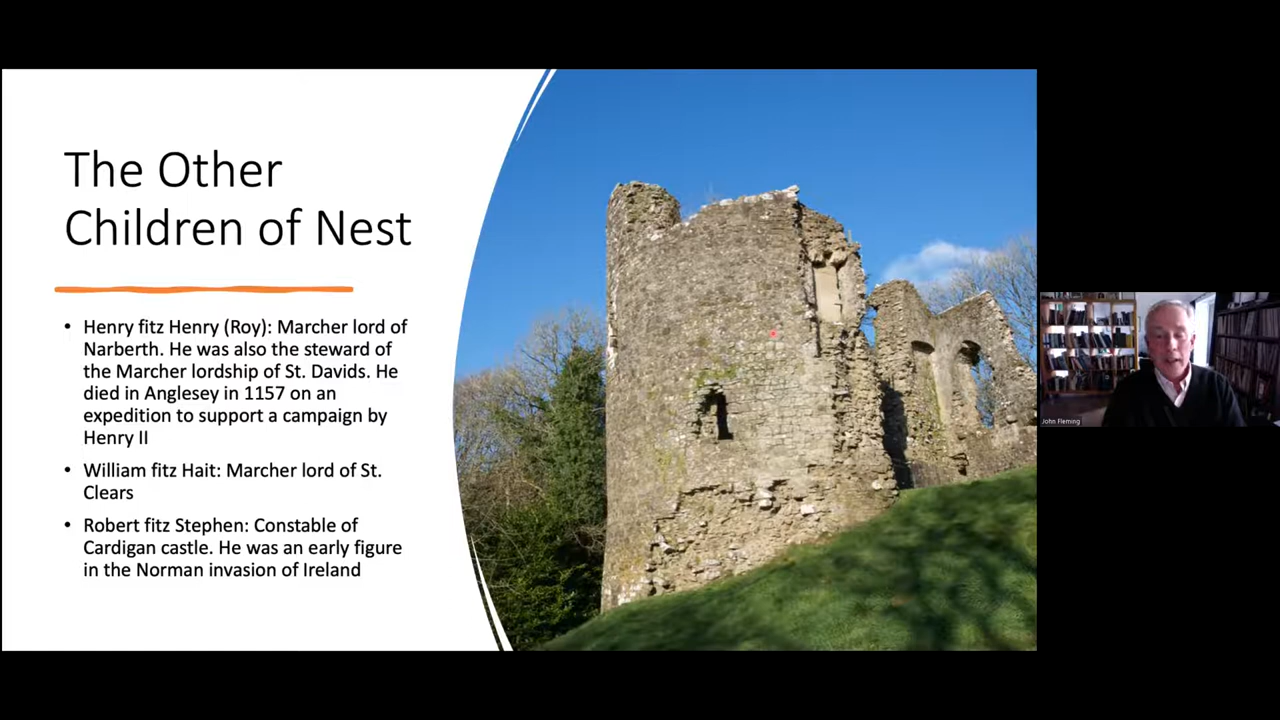 The Other
Children of Nest
• Henry fitz Henry (Roy): Marcher lord of
Narberth. He was also the steward of
the Marcher lordship of St. Davids. He
died in Anglesey in 1157 on an
expedition to support a campaign by
Henry II
• William fitz Hait: Marcher lord of St.
Clears
• Robert fitz Stephen: Constable of
Cardigan castle. He was an early figure
in the Norman invasion of Ireland
John Fleming